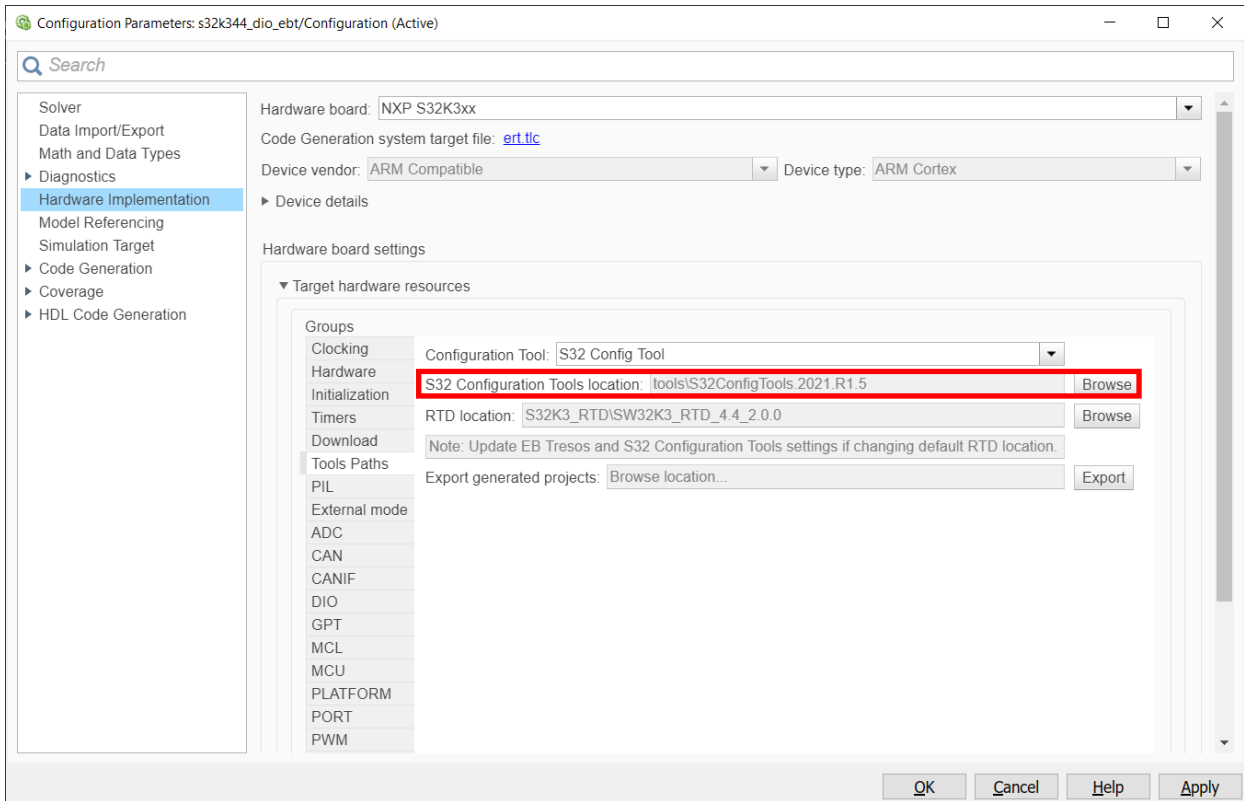 Configuration Parameters: s32k344_dio_ebt/Configuration (Active)
Search
Solver
Data Import/Export
Math and Data Types
Diagnostics
Hardware Implementation
Model Referencing
Simulation Target
Code Generation
Coverage
HDL Code Generation
Hardware board: NXP S32K3xx
Code Generation system target file: ert.tlc
Device vendor: ARM Compatible Device type: ARM Cortex
Device details
Hardware board settings
Target hardware resources
Groups
Clocking
Hardware
Initialization
Timers
Download
Tools Paths
PIL
External mode
ADC
CAN
CANIF
DIO
GPT
MCL
MCU
PLATFORM
PORT
PWM
Configuration Tool: S32 Config Tool
S32 Configuration Tools location: tools\S32ConfigTools.2021.R1.5 Browse
RTD location: S32K3_RTD\SW32K3_RTD_4.4_2.0.0 Browse
Note: Update EB Tresos and S32 Configuration Tools settings if changing default RTD location.
Export generated projects: Browse location... Export
OK Cancel Help Apply